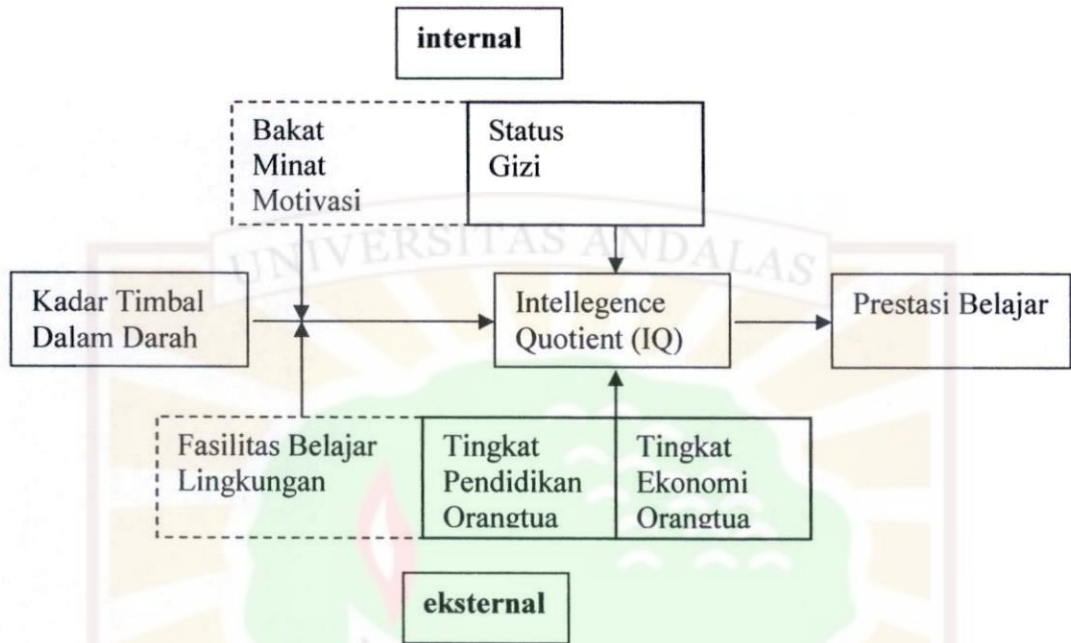 internal
Bakat
Minat
Motivasi
Status
Gizi
UNIVERSITAS ANDALAS
Kadar Timbal
Dalam Darah
Intellegence
Quotient (IQ)
Prestasi Belajar
Fasilitas Belajar
Lingkungan
Tingkat
Pendidikan
Orangtua
Tingkat
Ekonomi
Orangtua
eksternal